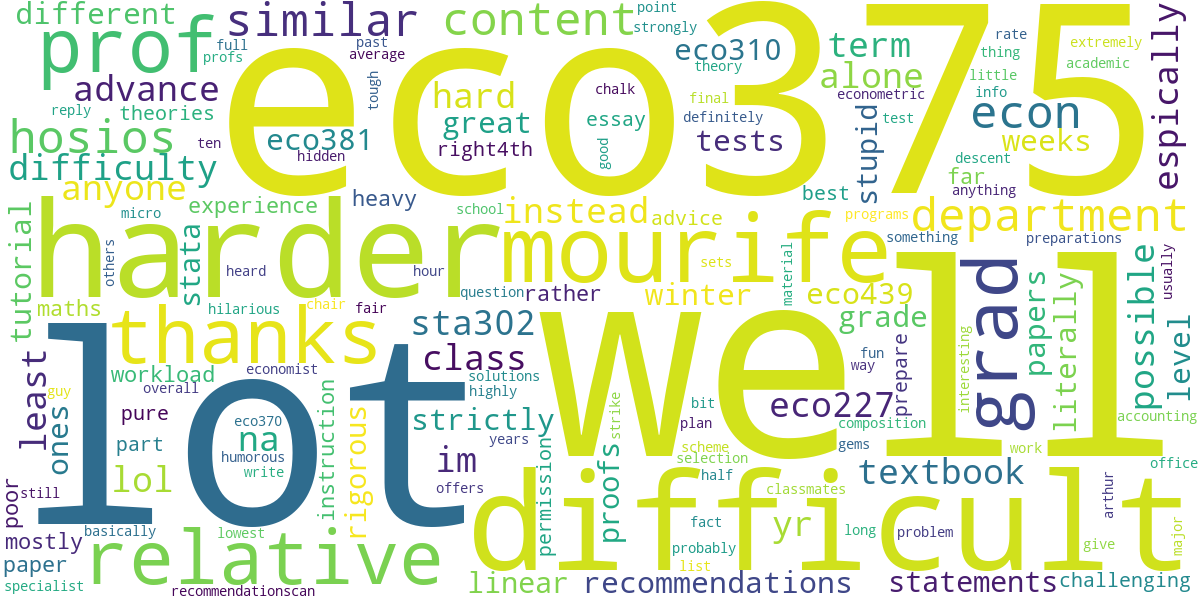 different
similar
content
point
strongly
eco375
prof
full
profs
past
average
eco310
theory
term
alone
rate
thing
little
info
extremely
academic
especially
advance
reply
theories
ten
tough
hard
great
right4th
chalk
essay
good
final
definitely
econometric
tests
test
stupid
econ
weeks
descent
far
anything
hosios
difficulty
eco381
hidden
anyone
micro
experience
heavy
school
instead
advice
best
programs
department
something
preparations
usually
harder
mourife
tutorial
others
stata
heard
hour
question
rather
sets
winter
material
eco439
grade
maths
hilarious
chair
fair
thanks
sta302
class
well
grad
papers
literally
possible
level
lot
least
guy
ones
workload
overall
economist
pure
part
lol
eco370
na
humorous
write
instruction
rigorous
solutions
highly
strictly
years
im
offers
strike
bit
plan
scheme
selection
half
eco227
fun
way
prepare
composition
gems
interesting
work
accounting
office
textbook
poor
still
basically
mostly
paper
specialist
relative
lowest
recommendationscan
difficult
permission
proofs
classmates
fact
probably
list
yr
long
problem
give
arthur
major
linear
recommendations
statements
challenging